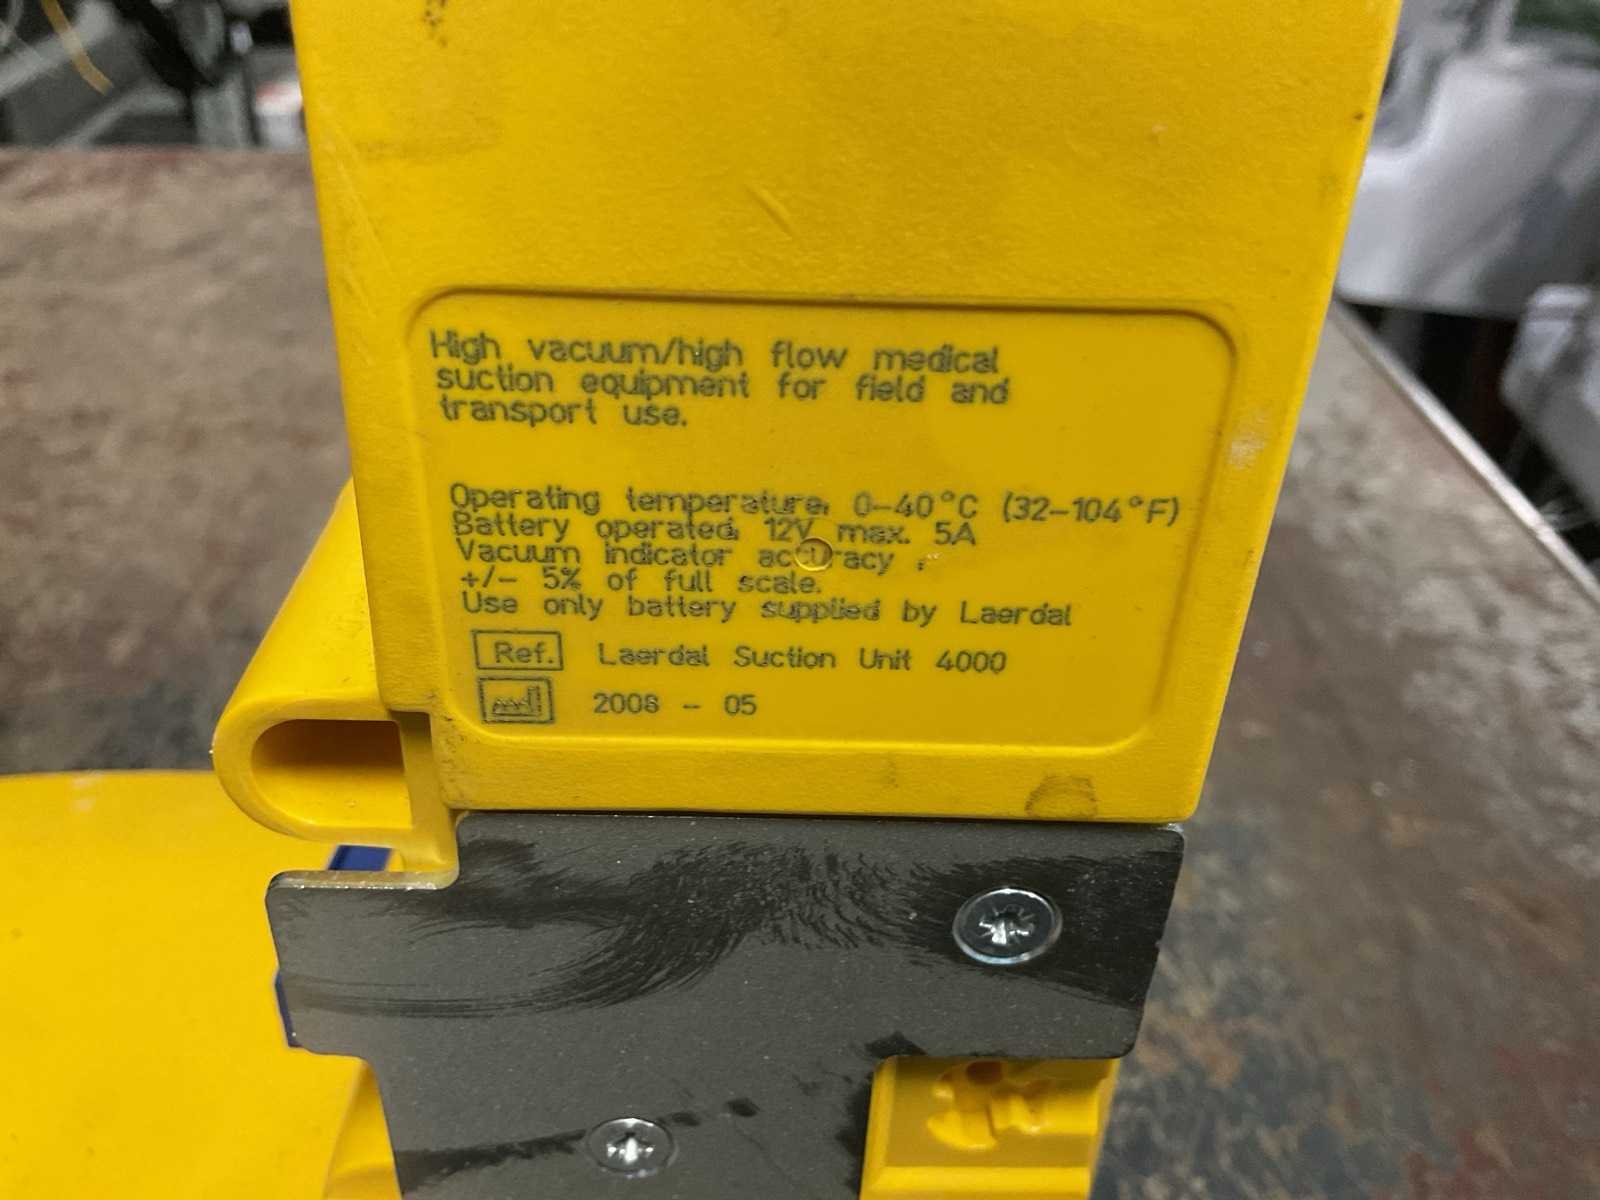 High vacuum/high flow medical
suction equipment for field and
transport use.
Operating temperature: 0-40°C (32-104°F)
Battery operated: 12V max. 5A
Vacuum indicator accuracy :
+/- 5% of full scale.
Use only battery supplied by Laerdal
Ref. Laerdal Suction Unit 4000
2008 - 05